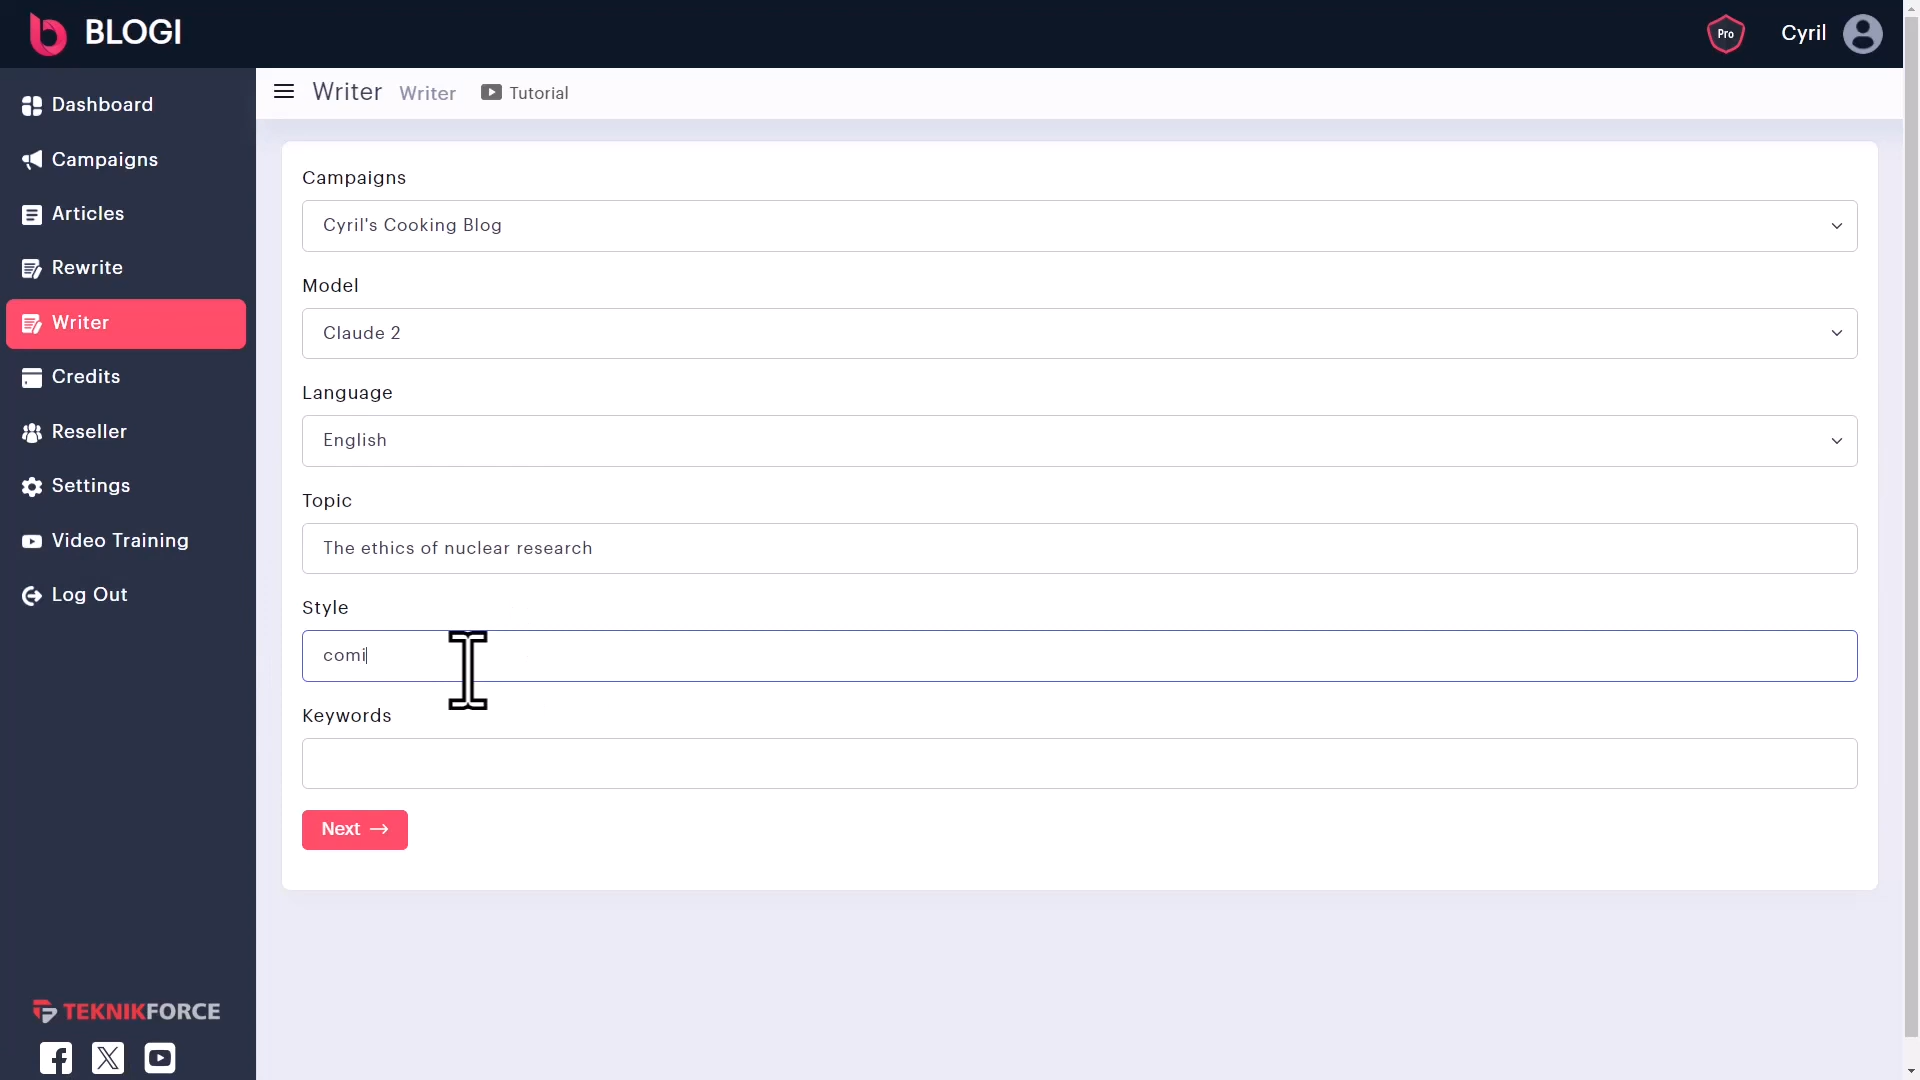 BLOGI
Pro
Cyril
Dashboard
Campaigns
Articles
Rewrite
Writer
Credits
Reseller
Settings
Video Training
Log Out
TEKNIKFORCE
Writer Writer Tutorial
Campaigns
Cyril's Cooking Blog
Model
Claude 2
Language
English
Topic
The ethics of nuclear research
Style
comi
Keywords
Next →